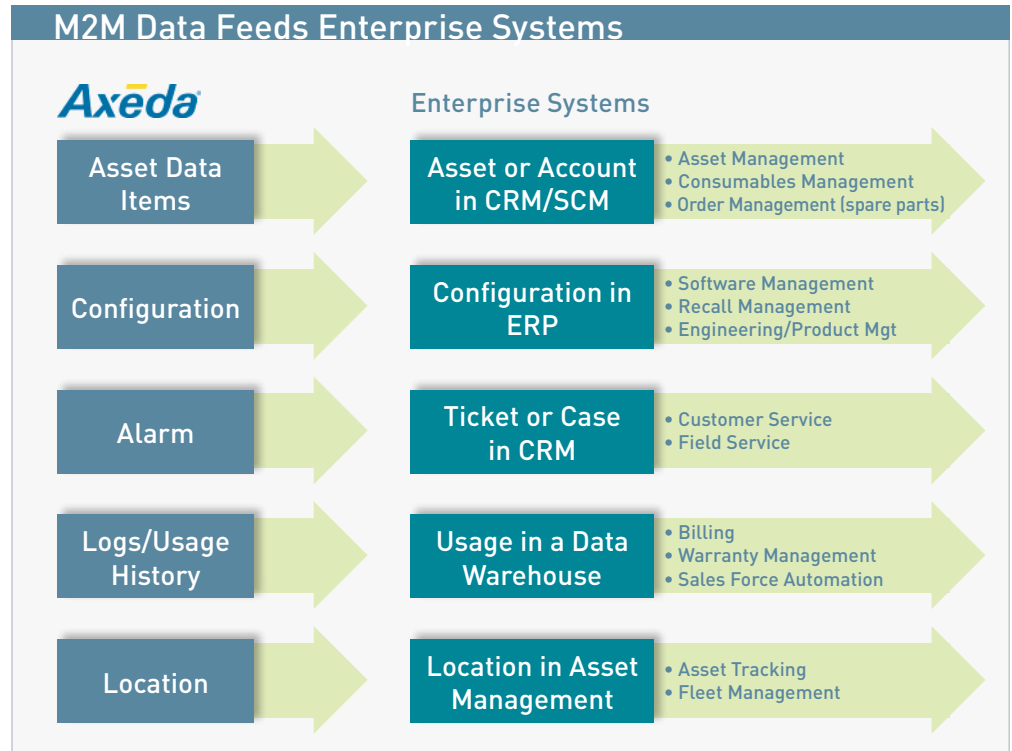 M2M Data Feeds Enterprise Systems
Axēda
Enterprise Systems
Asset Data
Items
Asset or Account
in CRM/SCM
• Asset Management
• Consumables Management
• Order Management (spare parts)
Configuration
Configuration in
ERP
• Software Management
• Recall Management
• Engineering/Product Mgt
Alarm
Ticket or Case
in CRM
• Customer Service
• Field Service
Logs/Usage
History
Usage in a Data
Warehouse
• Billing
• Warranty Management
• Sales Force Automation
Location
Location in Asset
Management
• Asset Tracking
• Fleet Management